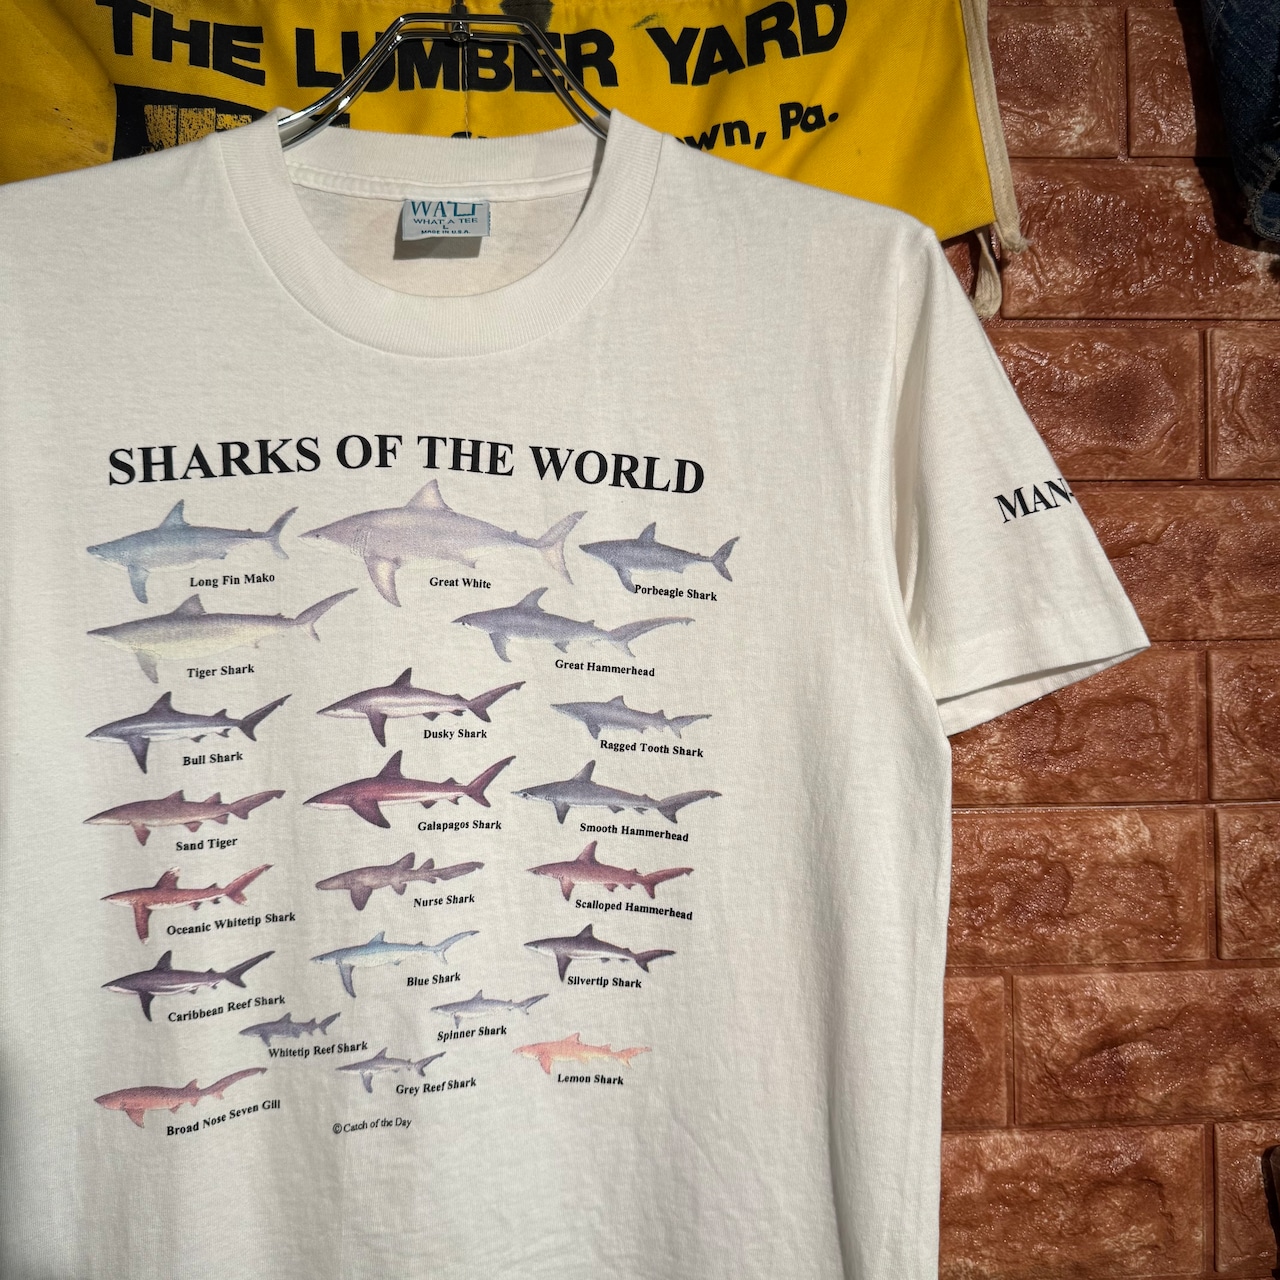 THE LUMBER YARD
wn, Pa.
WHAT A TEE
L
MADE IN U.S.A.
SHARKS OF THE WORLD
MAN-
Long Fin Mako
Great White
Porbeagle Shark
Tiger Shark
Great Hammerhead
Bull Shark
Dusky Shark
Ragged Tooth Shark
Sand Tiger
Galapagos Shark
Smooth Hammerhead
Oceanic Whitetip Shark
Nurse Shark
Scalloped Hammerhead
Caribbean Reef Shark
Blue Shark
Silvertip Shark
Whitetip Reef Shark
Spinner Shark
Grey Reef Shark
Lemon Shark
Broad Nose Seven Gill
©Catch of the Day